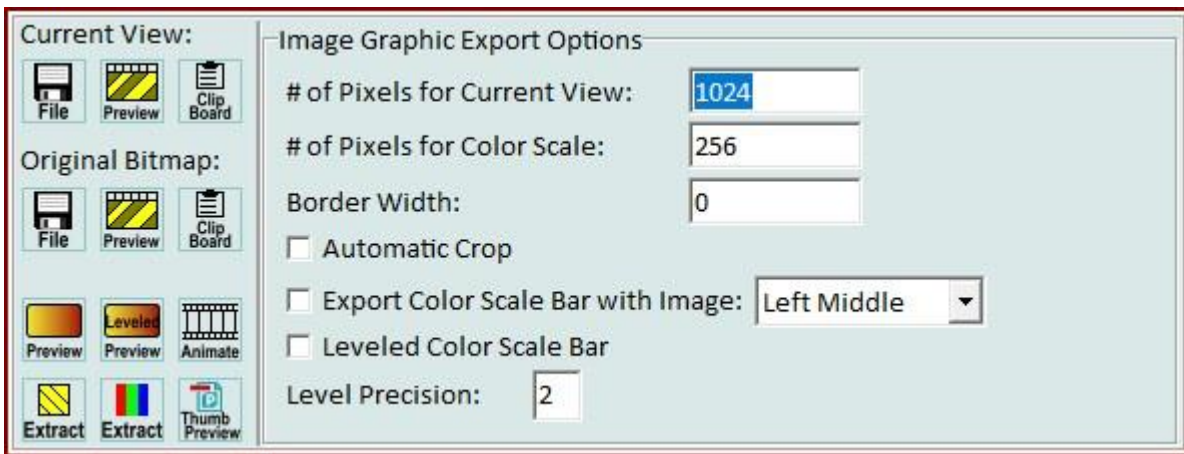 Current View:
File
Preview
Clip
Board
Original Bitmap:
File
Preview
Clip
Board
Preview
Leveled
Preview
Animate
Extract
Extract
Thumb
Preview
Image Graphic Export Options
# of Pixels for Current View: 1024
# of Pixels for Color Scale: 256
Border Width: 0
Automatic Crop
Export Color Scale Bar with Image: Left Middle
Leveled Color Scale Bar
Level Precision: 2